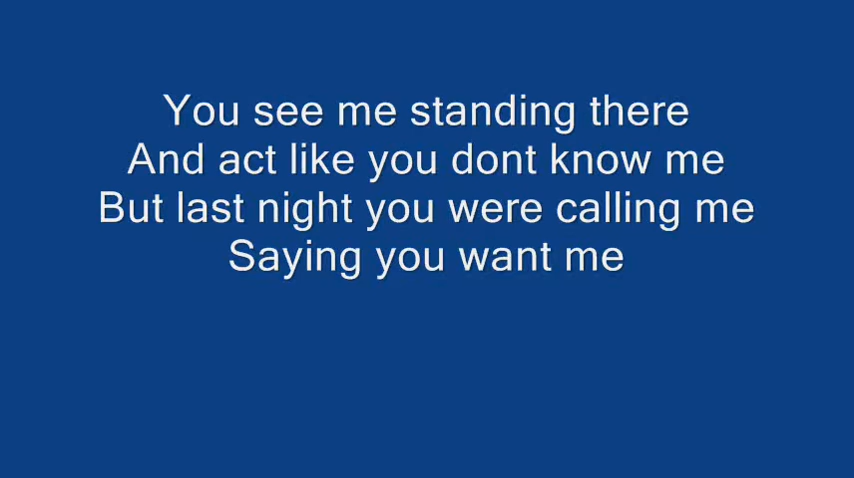 You see me standing there
And act like you dont know me
But last night you were calling me
Saying you want me